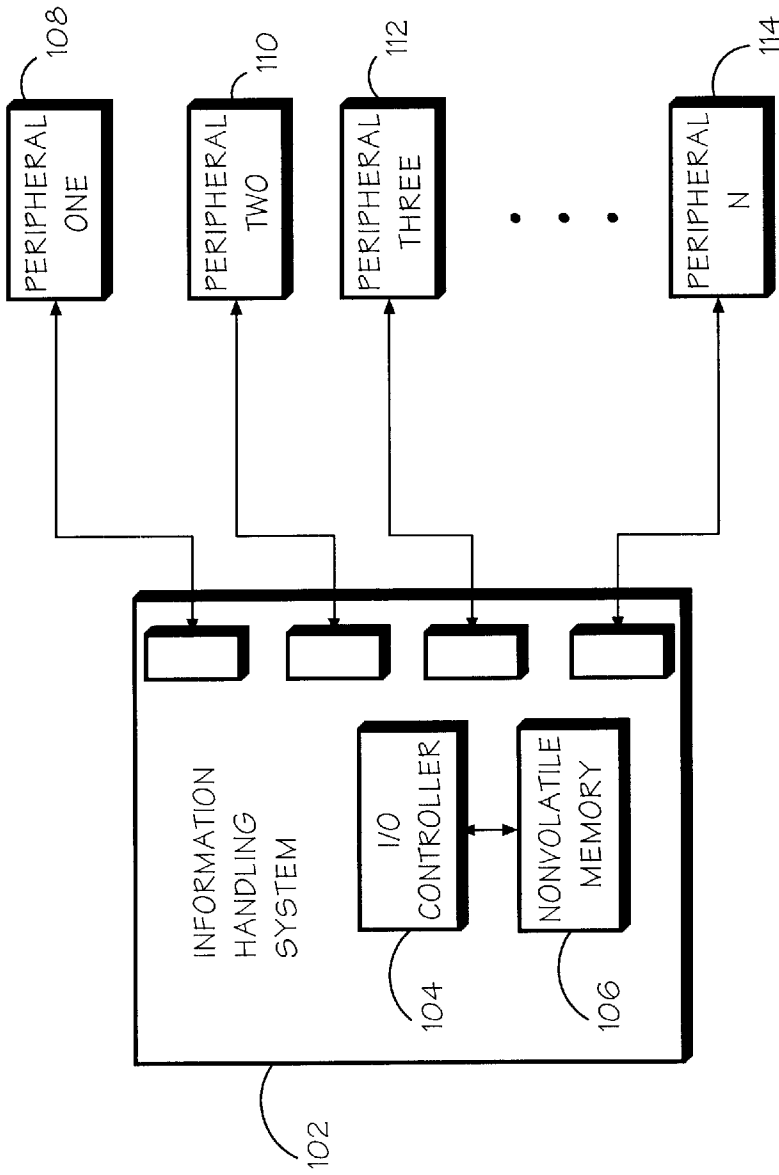 PERIPHERAL
ONE
108
PERIPHERAL
TWO
110
PERIPHERAL
THREE
112
PERIPHERAL
N
114
INFORMATION
HANDLING
SYSTEM
I/O
CONTROLLER
104
NONVOLATILE
MEMORY
106
102